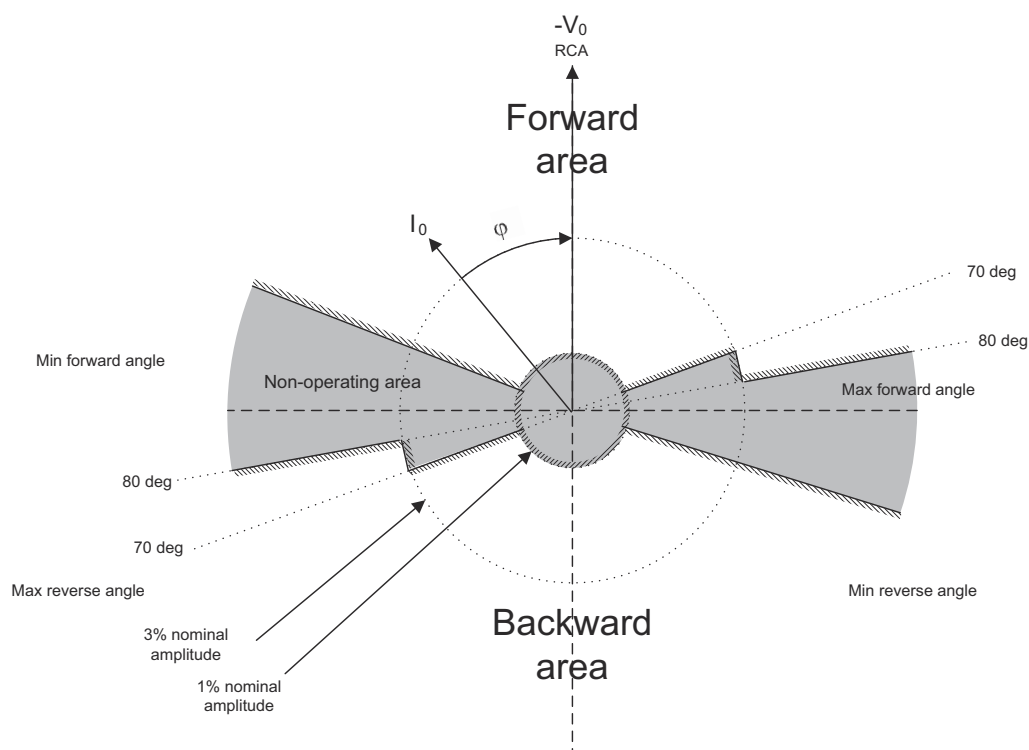 -V0
RCA
Forward
area
I0
φ
70 deg
80 deg
Min forward angle
Non-operating area
Max forward angle
80 deg
70 deg
Max reverse angle
Min reverse angle
3% nominal
amplitude
Backward
area
1% nominal
amplitude